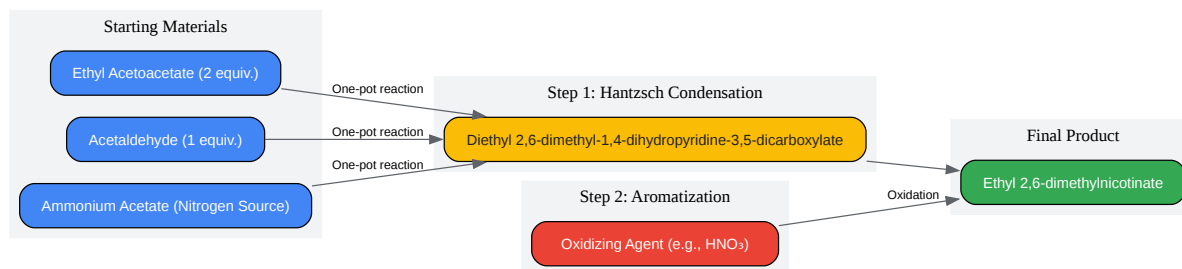 Starting Materials
Ethyl Acetoacetate (2 equiv.)
Acetaldehyde (1 equiv.)
Ammonium Acetate (Nitrogen Source)
One-pot reaction
One-pot reaction
One-pot reaction
Step 1: Hantzsch Condensation
Diethyl 2,6-dimethyl-1,4-dihydropyridine-3,5-dicarboxylate
Step 2: Aromatization
Oxidizing Agent (e.g., HNO₃)
Oxidation
Final Product
Ethyl 2,6-dimethylnicotinate